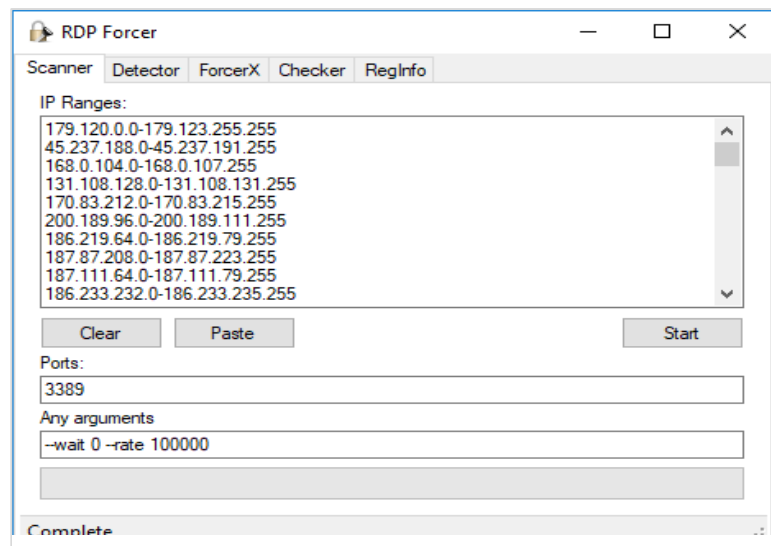 RDP Forcer
Scanner Detector ForcerX Checker RegInfo
IP Ranges:
179.120.0.0-179.123.255.255
45.237.188.0-45.237.191.255
168.0.104.0-168.0.107.255
131.108.128.0-131.108.131.255
170.83.212.0-170.83.215.255
200.189.96.0-200.189.111.255
186.219.64.0-186.219.79.255
187.87.208.0-187.87.223.255
187.111.64.0-187.111.79.255
186.233.232.0-186.233.235.255
Clear Paste Start
Ports:
3389
Any arguments
--wait 0 --rate 100000
Complete